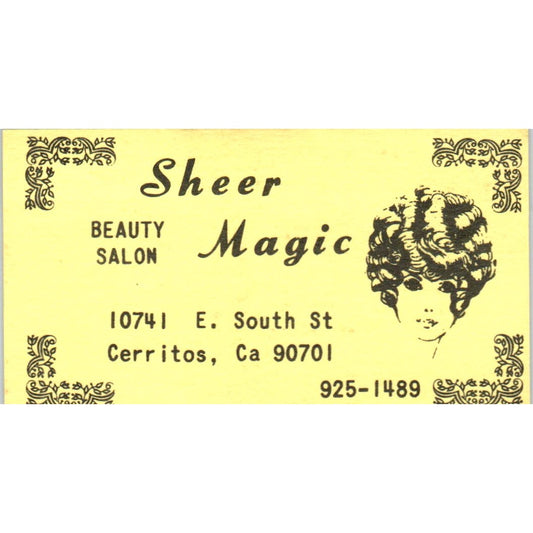 Sheer
BEAUTY
SALON
Magic
10741 E. South St
Cerritos, Ca 90701
925-1489